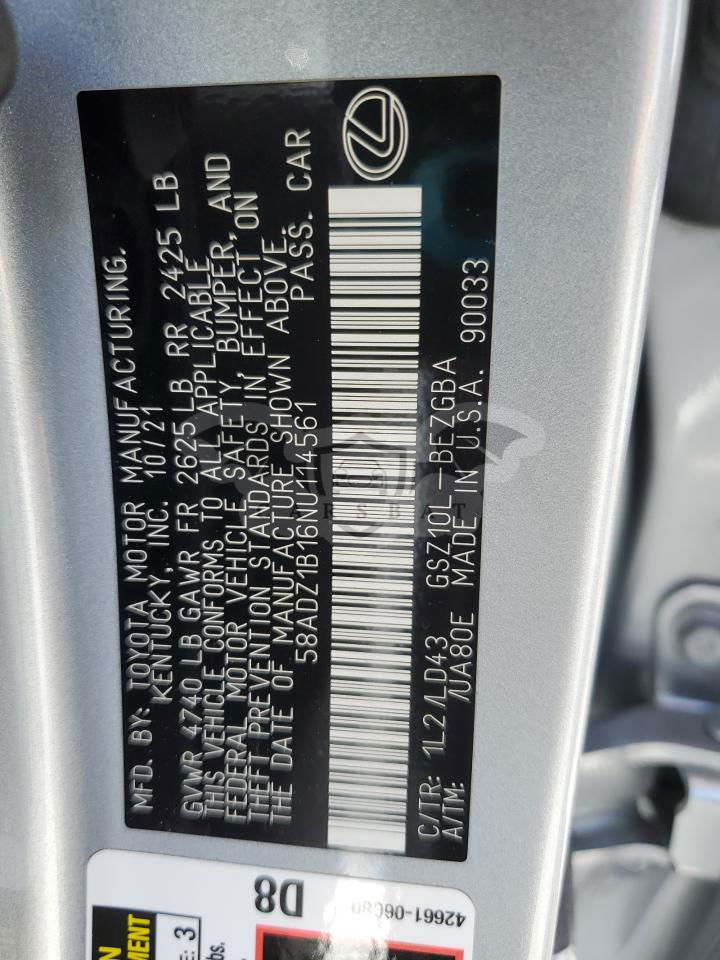 MFD. BY: TOYOTA MOTOR MANUFACTURING.
KENTUCKY, INC. 10/21
GVWR 4740 LB GAWR FR 2625 LB RR 2425 LB
THIS VEHICLE CONFORMS TO ALL APPLICABLE
FEDERAL MOTOR VEHICLE SAFETY, BUMPER, AND
THEFT PREVENTION STANDARDS IN EFFECT ON
THE DATE OF MANUFACTURE SHOWN ABOVE.
58ADZ1B16NU114561 PASS. CAR
C/TR: 1L2/LD43 GSZ10L-BEZGBA
A/TM: /UA80E MADE IN U.S.A. 90033
CARSBAT
D8
42661-06
3